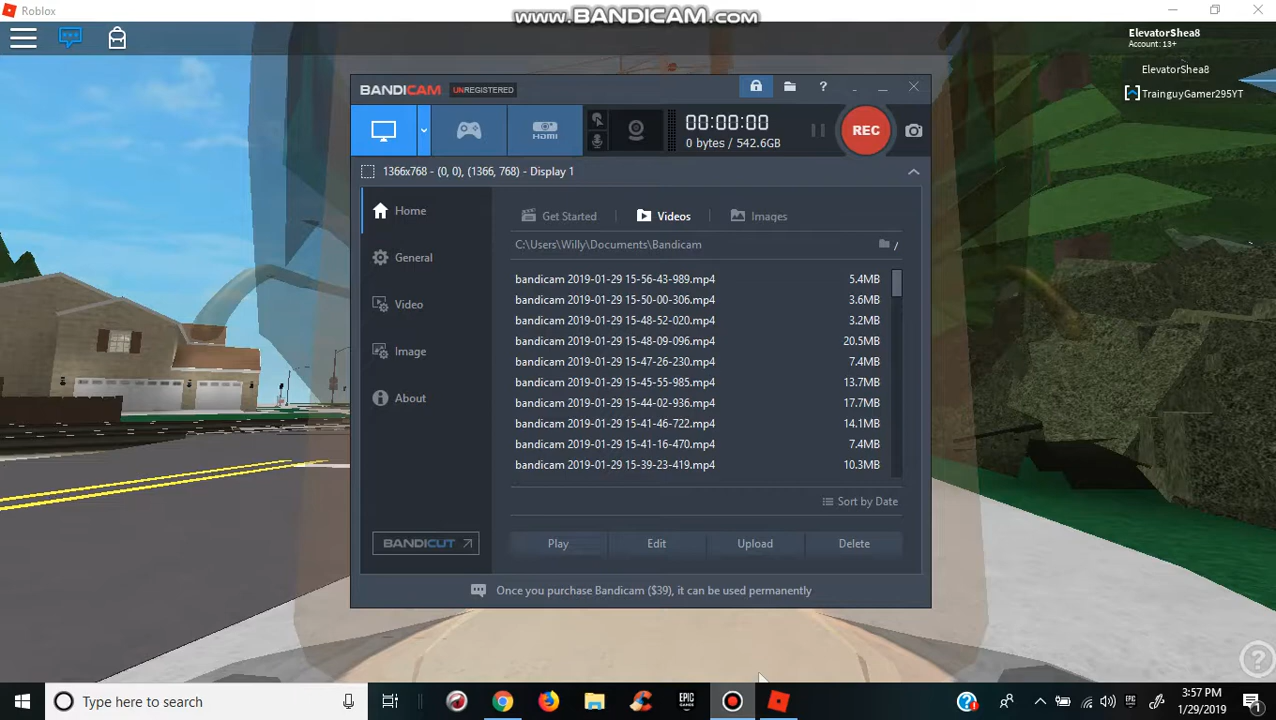 Roblox
www.BANDICAM.com
ElevatorShea8
Account: 13+
ElevatorShea8
TrainguyGamer295YT
BANDICAM UNREGISTERED
?
HDMI
00:00:00
0 bytes / 542.6GB
REC
1366x768 - (0, 0), (1366, 768) - Display 1
Home
General
Video
Image
About
BANDICUT
Get Started
Videos
Images
C:\Users\Willy\Documents\Bandicam
/
bandicam 2019-01-29 15-56-43-989.mp4 5.4MB
bandicam 2019-01-29 15-50-00-306.mp4 3.6MB
bandicam 2019-01-29 15-48-52-020.mp4 3.2MB
bandicam 2019-01-29 15-48-09-096.mp4 20.5MB
bandicam 2019-01-29 15-47-26-230.mp4 7.4MB
bandicam 2019-01-29 15-45-55-985.mp4 13.7MB
bandicam 2019-01-29 15-44-02-936.mp4 17.7MB
bandicam 2019-01-29 15-41-46-722.mp4 14.1MB
bandicam 2019-01-29 15-41-16-470.mp4 7.4MB
bandicam 2019-01-29 15-39-23-419.mp4 10.3MB
Sort by Date
Play Edit Upload Delete
Once you purchase Bandicam ($39), it can be used permanently
?
Type here to search
EPIC GAMES
3:57 PM
1/29/2019